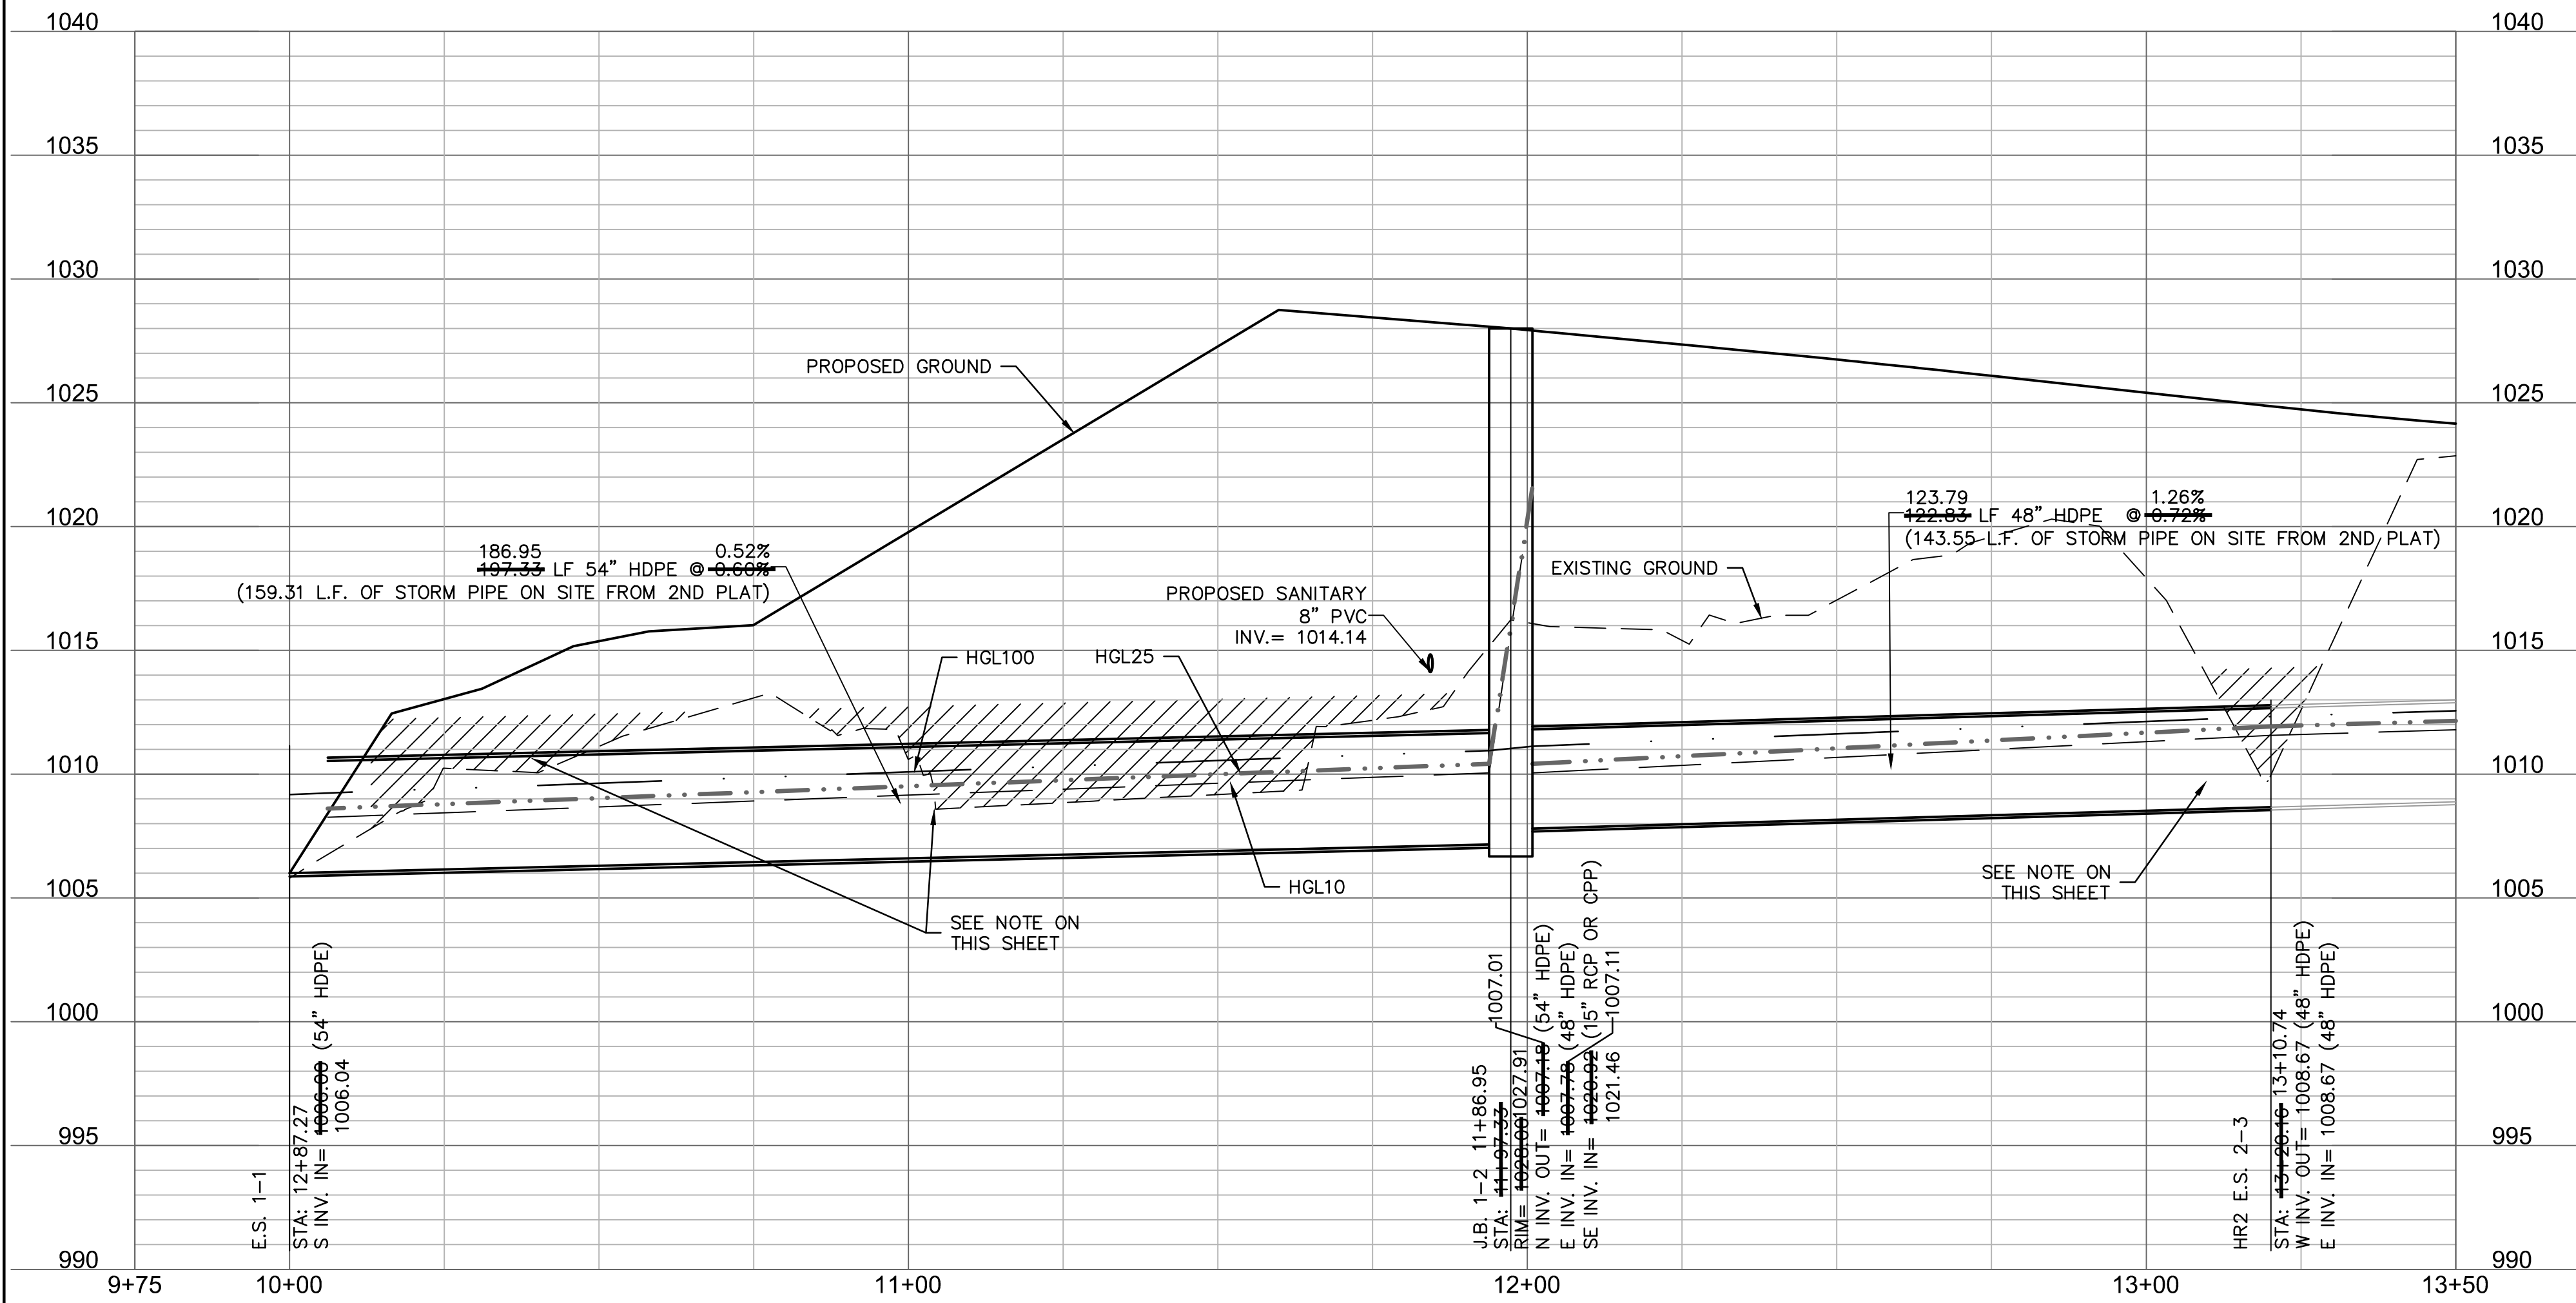 1040
1040
1035
1035
1030
1030
1025
1025
1020
1020
1015
1015
1010
1010
1005
1005
1000
1000
995
995
990
990
9+75
10+00
11+00
12+00
13+00
13+50
PROPOSED GROUND
186.95 0.52%
197.33 LF 54" HDPE @ 0.60%
(159.31 L.F. OF STORM PIPE ON SITE FROM 2ND PLAT)
HGL100
HGL25
PROPOSED SANITARY
8" PVC
INV.= 1014.14
EXISTING GROUND
123.79 1.26%
122.83 LF 48" HDPE @ 0.72%
(143.55 L.F. OF STORM PIPE ON SITE FROM 2ND PLAT)
HGL10
SEE NOTE ON
THIS SHEET
SEE NOTE ON
THIS SHEET
E.S. 1-1
STA: 12+87.27
S INV. IN= 1006.00 (54" HDPE)
1006.04
J.B. 1-2 11+86.95
STA: 11+97.33
1007.01
RIM= 1028.00 1027.91
N INV. OUT= 1007.18 (54" HDPE)
E INV. IN= 1007.78 (48" HDPE)
SE INV. IN= 1020.92 (15" RCP OR CPP)
1021.46 1007.11
HR2 E.S. 2-3
STA: 13+20.16 13+10.74
W INV. OUT= 1008.67 (48" HDPE)
E INV. IN= 1008.67 (48" HDPE)